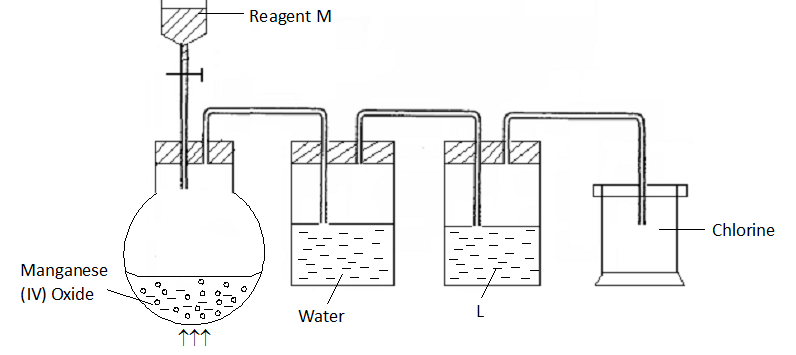 Reagent M
Chlorine
Manganese
(IV) Oxide
Water
L